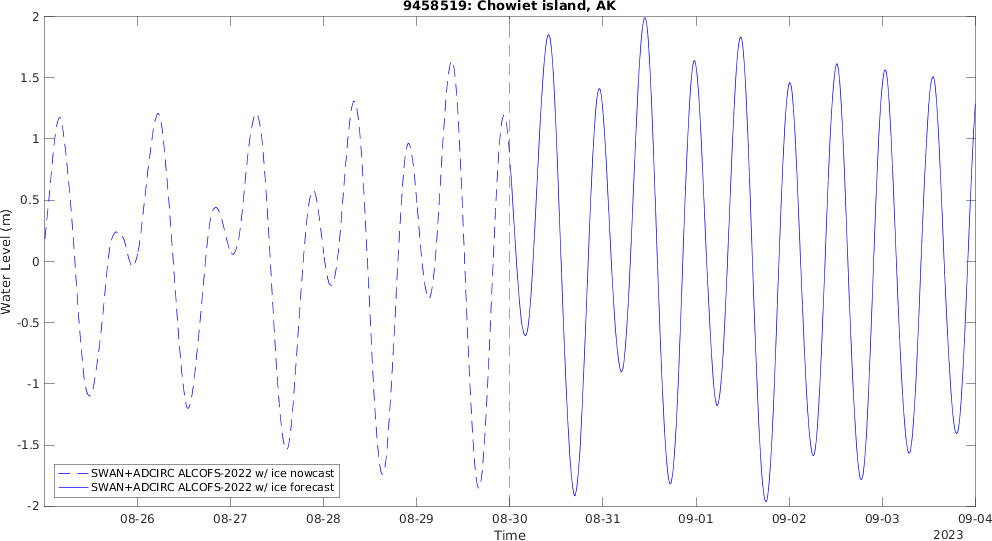 9458519: Chowiet island, AK
2
1.5
1
0.5
0
-0.5
-1
-1.5
-2
Water Level (m)
SWAN+ADCIRC ALCOFS-2022 w/ ice nowcast
SWAN+ADCIRC ALCOFS-2022 w/ ice forecast
08-26 08-27 08-28 08-29 08-30 08-31 09-01 09-02 09-03 09-04
Time
2023